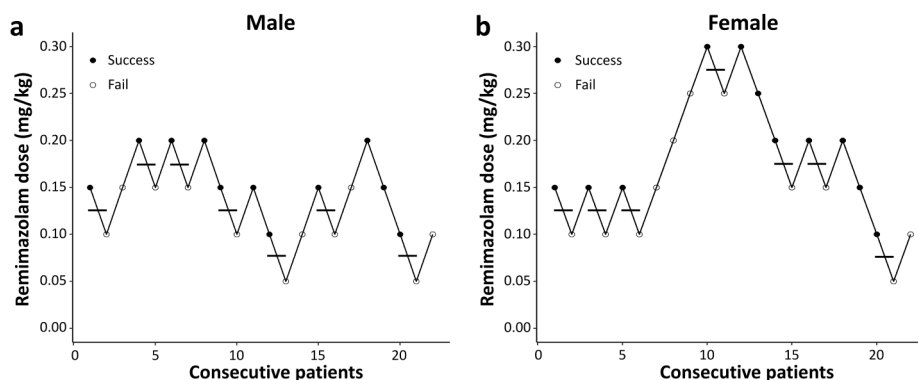 a
Male
Remimazolam dose (mg/kg)
0.30
0.25
0.20
0.15
0.10
0.05
0.00
Success
Fail
0
5
10
15
20
Consecutive patients
b
Female
Remimazolam dose (mg/kg)
0.30
0.25
0.20
0.15
0.10
0.05
0.00
Success
Fail
0
5
10
15
20
Consecutive patients